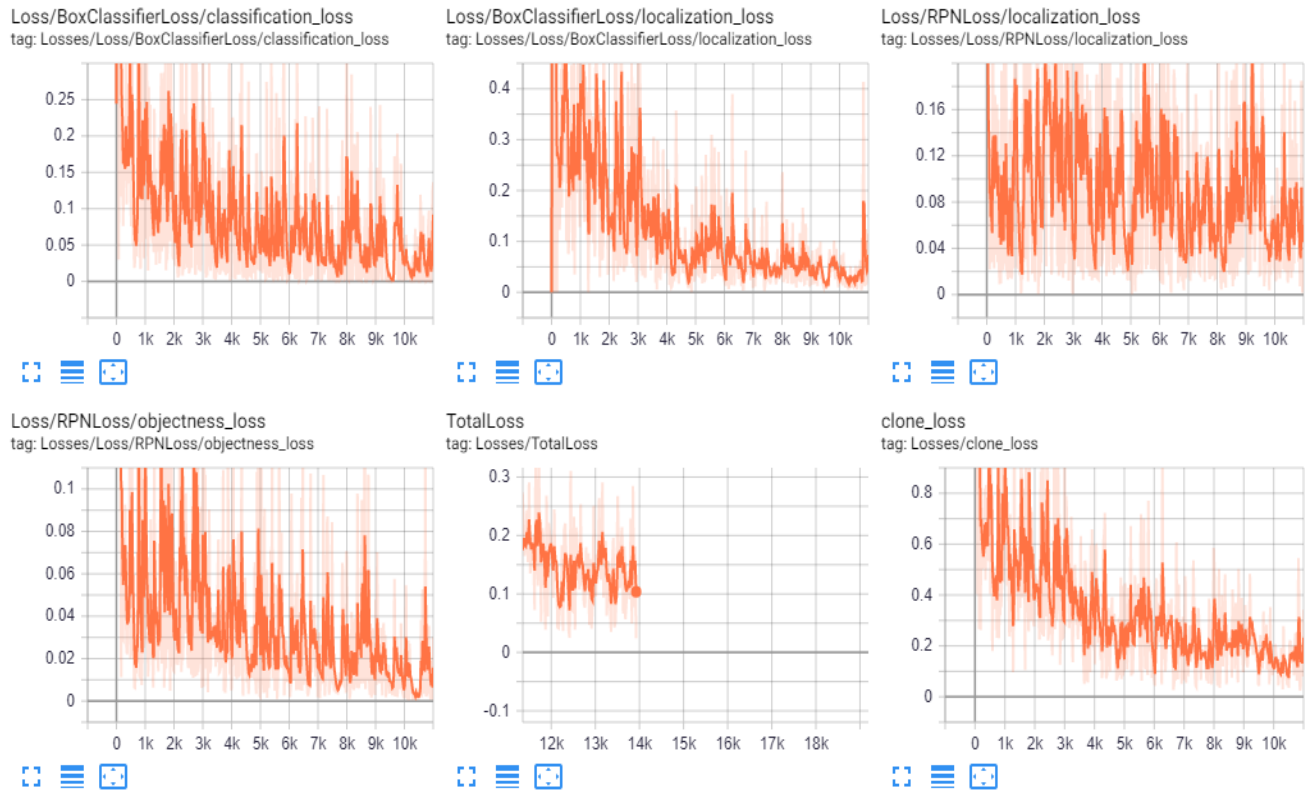 Loss/BoxClassifierLoss/classification_loss
tag: Losses/Loss/BoxClassifierLoss/classification_loss
0.25
0.2
0.15
0.1
0.05
0
0 1k 2k 3k 4k 5k 6k 7k 8k 9k 10k
Loss/BoxClassifierLoss/localization_loss
tag: Losses/Loss/BoxClassifierLoss/localization_loss
0.4
0.3
0.2
0.1
0
0 1k 2k 3k 4k 5k 6k 7k 8k 9k 10k
Loss/RPNLoss/localization_loss
tag: Losses/Loss/RPNLoss/localization_loss
0.16
0.12
0.08
0.04
0
0 1k 2k 3k 4k 5k 6k 7k 8k 9k 10k
Loss/RPNLoss/objectness_loss
tag: Losses/Loss/RPNLoss/objectness_loss
0.1
0.08
0.06
0.04
0.02
0
0 1k 2k 3k 4k 5k 6k 7k 8k 9k 10k
TotalLoss
tag: Losses/TotalLoss
0.3
0.2
0.1
0
-0.1
12k 13k 14k 15k 16k 17k 18k
clone_loss
tag: Losses/clone_loss
0.8
0.6
0.4
0.2
0
0 1k 2k 3k 4k 5k 6k 7k 8k 9k 10k